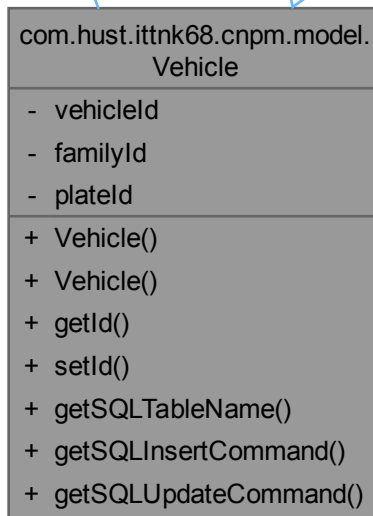 com.hust.ittnk68.cnpm.model.
Vehicle
- vehicleId
- familyId
- plateId
+ Vehicle()
+ Vehicle()
+ getId()
+ setId()
+ getSQLTableName()
+ getSQLInsertCommand()
+ getSQLUpdateCommand()